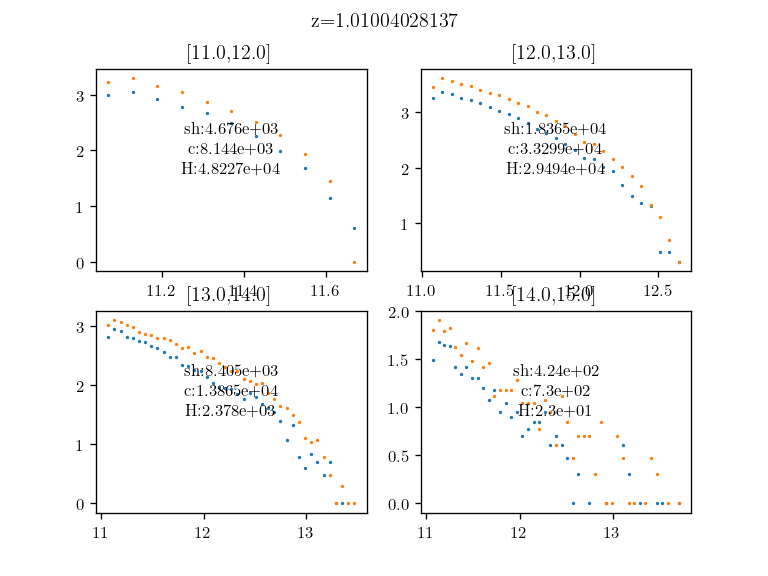 z=1.01004028137
[11.0,12.0]
3
2
1
0
sh:4.676e+03
c:8.144e+03
H:4.8227e+04
11.2
11.4
11.6
[12.0,13.0]
3
2
1
sh:1.8365e+04
c:3.3299e+04
H:2.9494e+04
11.0
11.5
12.0
12.5
[13.0,14.0]
3
2
1
0
sh:8.405e+03
c:1.3865e+04
H:2.378e+03
11
12
13
[14.0,15.0]
2.0
1.5
1.0
0.5
0.0
sh:4.24e+02
c:7.3e+02
H:2.3e+01
11
12
13